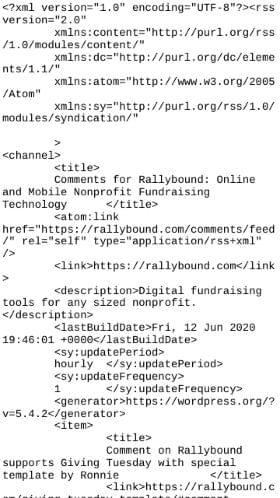 <?xml version="1.0" encoding="UTF-8"?><rss
version="2.0"
xmlns:content="http://purl.org/rss
/1.0/modules/content/"
xmlns:dc="http://purl.org/dc/eleme
nts/1.1/"
xmlns:atom="http://www.w3.org/2005
/Atom"
xmlns:sy="http://purl.org/rss/1.0/
modules/syndication/"
>
<channel>
<title>
Comments for Rallybound: Online
and Mobile Nonprofit Fundraising
Technology </title>
<atom:link
href="https://rallybound.com/comments/feed
/" rel="self" type="application/rss+xml"
/>
<link>https://rallybound.com</link
>
<description>Digital fundraising
tools for any sized nonprofit.
</description>
<lastBuildDate>Fri, 12 Jun 2020
19:46:01 +0000</lastBuildDate>
<sy:updatePeriod>
hourly </sy:updatePeriod>
<sy:updateFrequency>
1 </sy:updateFrequency>
<generator>https://wordpress.org/?
v=5.4.2</generator>
<item>
<title>
Comment on Rallybound
supports Giving Tuesday with special
template by Ronnie </title>
<link>https://rallybound.c